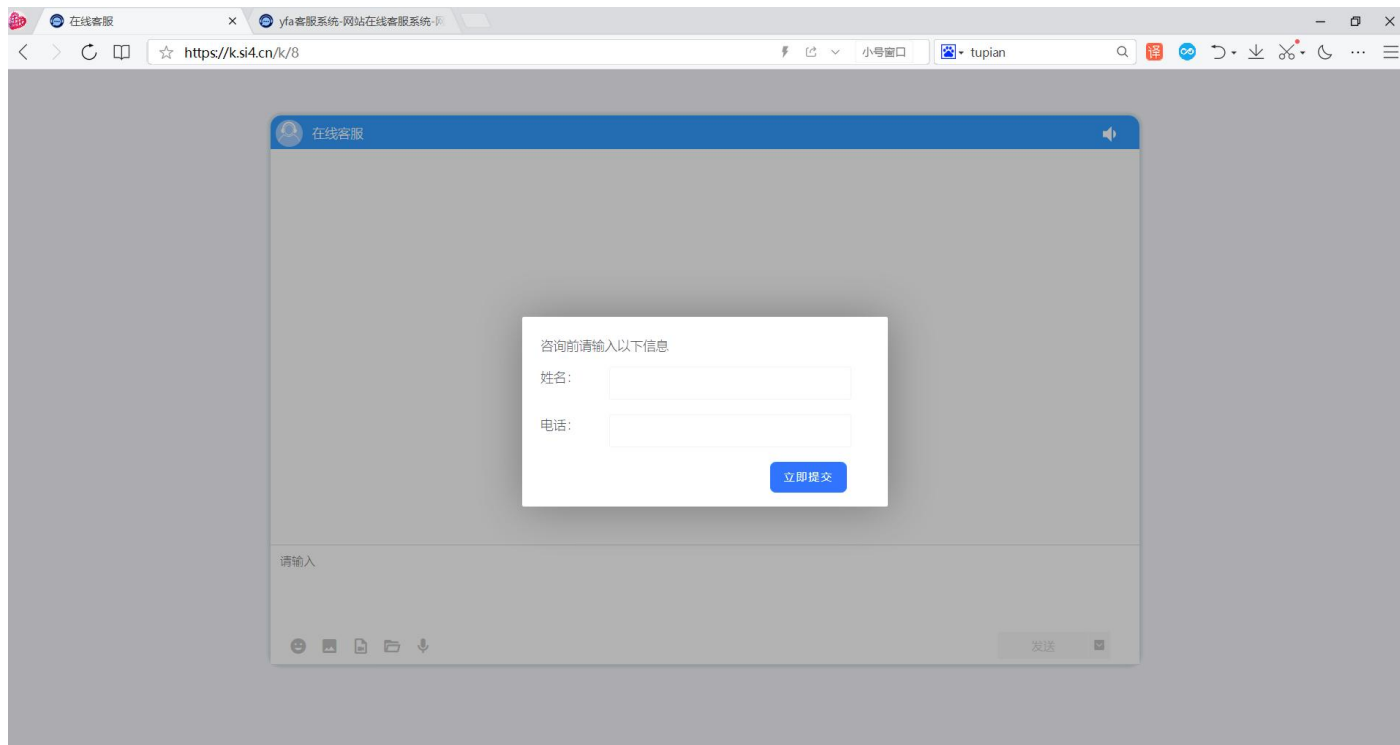 在线客服
yfa客服系统-网站在线客服系统-网
https://k.si4.cn/k/8
小号窗口
tupian
译
在线客服
咨询前请输入以下信息
姓名：
电话：
立即提交
请输入
发送